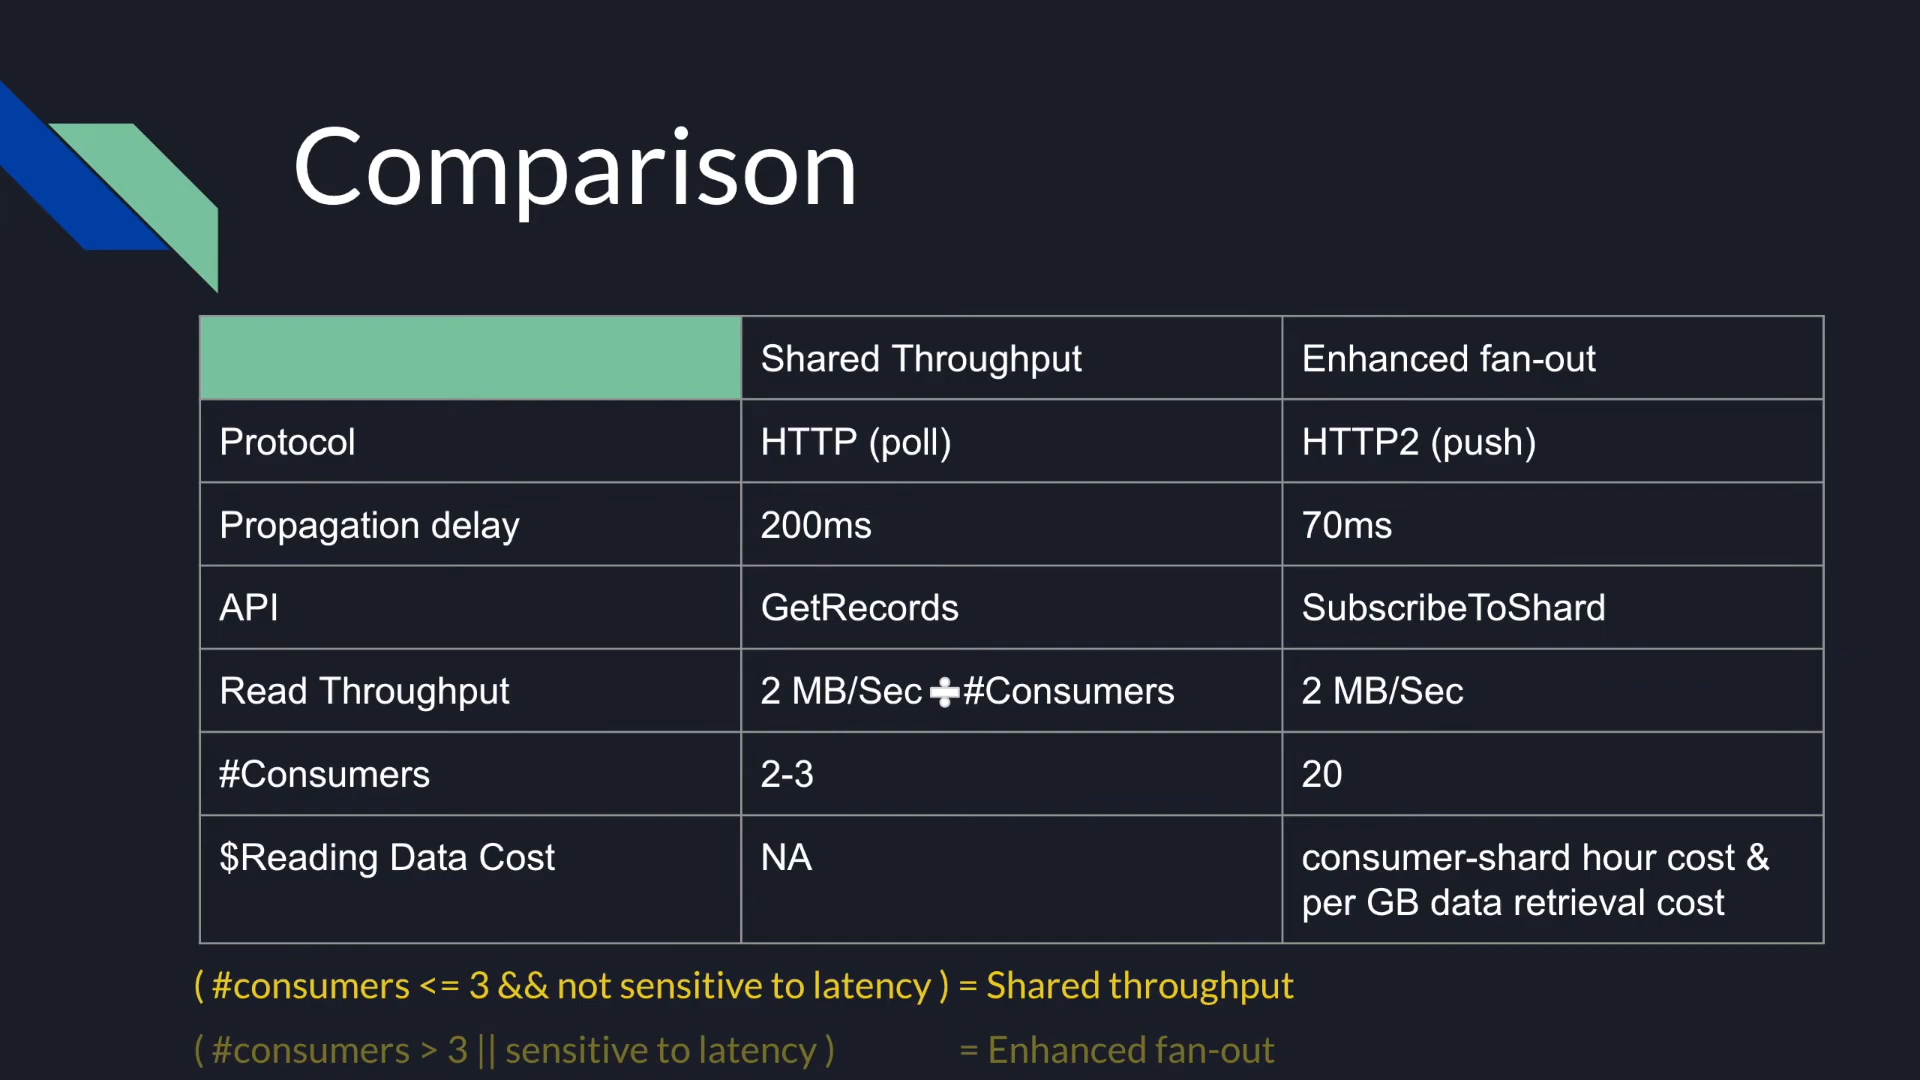 Comparison
Shared Throughput
Enhanced fan-out
Protocol
HTTP (poll)
HTTP2 (push)
Propagation delay
200ms
70ms
API
GetRecords
SubscribeToShard
Read Throughput
2 MB/Sec ➗#Consumers
2 MB/Sec
#Consumers
2-3
20
$Reading Data Cost
NA
consumer-shard hour cost &
per GB data retrieval cost
( #consumers <= 3 && not sensitive to latency ) = Shared throughput
( #consumers > 3 || sensitive to latency ) = Enhanced fan-out